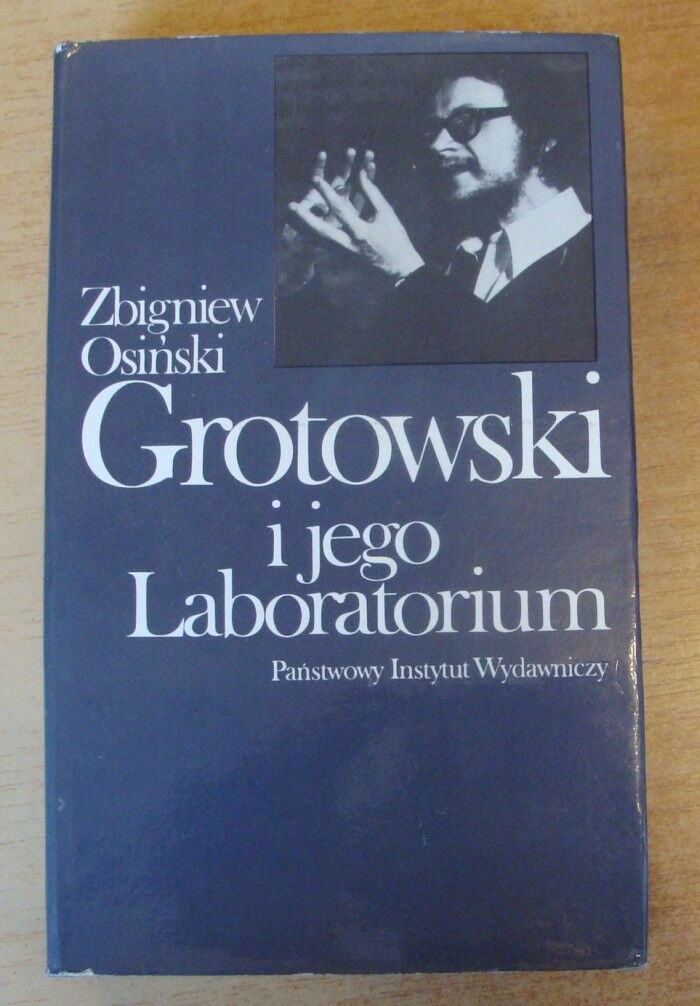 Zbigniew
Osiński
Grotowski
i jego
Laboratorium
Państwowy Instytut Wydawniczy